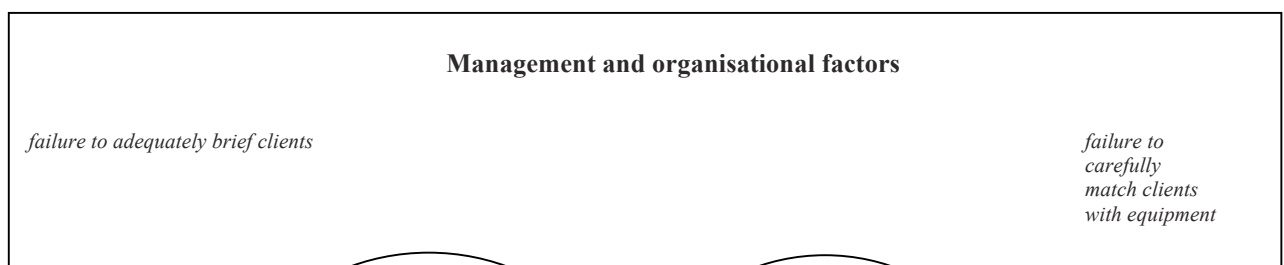 Management and organisational factors
failure to adequately brief clients
failure to
carefully
match clients
with equipment